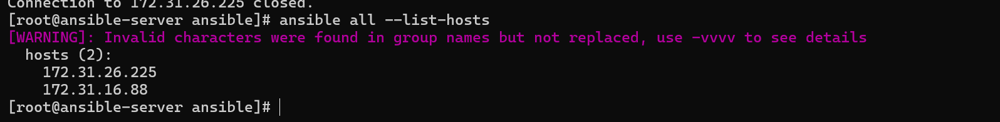 Connection to 172.31.26.225 closed.
[root@ansible-server ansible]# ansible all --list-hosts
[WARNING]: Invalid characters were found in group names but not replaced, use -vvvv to see details
  hosts (2):
    172.31.26.225
    172.31.16.88
[root@ansible-server ansible]#